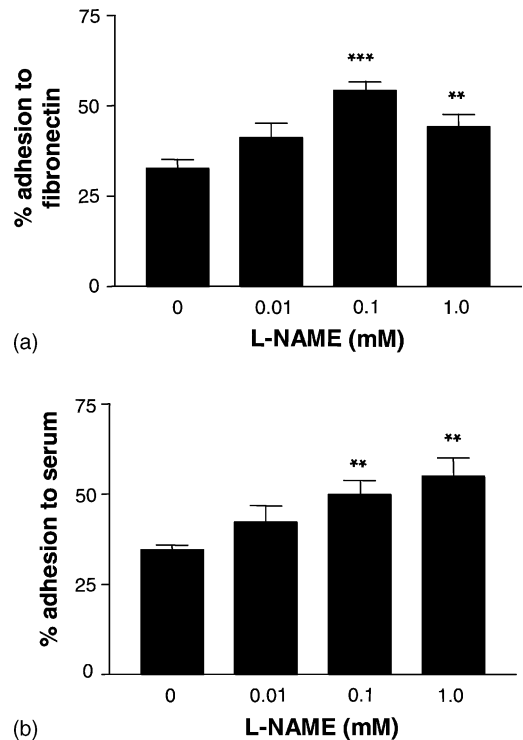 75
50
25
0
% adhesion to
fibronectin
***
**
0 0.01 0.1 1.0
L-NAME (mM)
(a)
75
50
25
0
% adhesion to serum
**
**
0 0.01 0.1 1.0
L-NAME (mM)
(b)